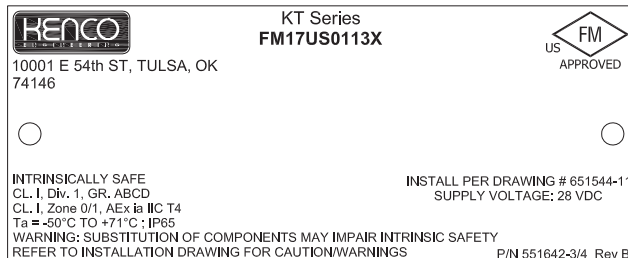 KENCO
ENGINEERING
10001 E 54th ST, TULSA, OK
74146
KT Series
FM17US0113X
FM
US
APPROVED
INTRINSICALLY SAFE
CL. I, Div. 1, GR. ABCD
CL. I, Zone 0/1, AEx ia IIC T4
Ta = -50°C TO +71°C ; IP65
INSTALL PER DRAWING # 651544-11
SUPPLY VOLTAGE: 28 VDC
WARNING: SUBSTITUTION OF COMPONENTS MAY IMPAIR INTRINSIC SAFETY
REFER TO INSTALLATION DRAWING FOR CAUTION/WARNINGS
P/N 551642-3/4 Rev B